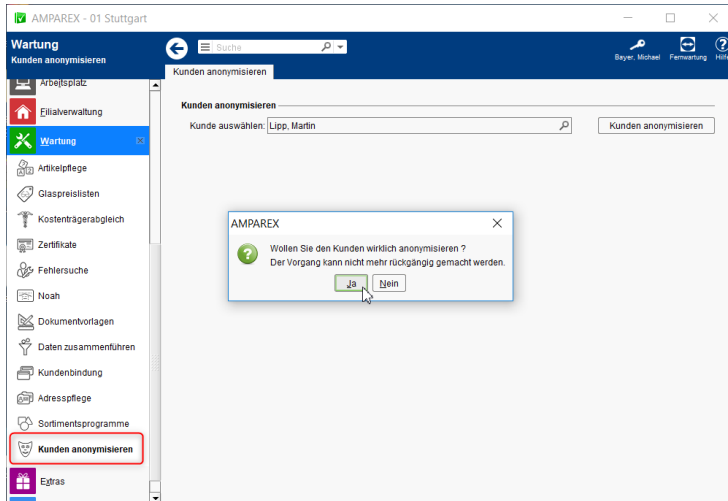 AMPAREX - 01 Stuttgart
Wartung
Kunden anonymisieren
Suche
Bayer, Michael
Fernwartung
Hilfe
Kunden anonymisieren
Arbeitsplatz
Filialverwaltung
Wartung
Artikelpflege
Glaspreislisten
Kostenträgerabgleich
Zertifikate
Fehlersuche
Noah
Dokumentvorlagen
Daten zusammenführen
Kundenbindung
Adresspflege
Sortimentsprogramme
Kunden anonymisieren
Extras
Kunden anonymisieren
Kunde auswählen: Lipp, Martin
Kunden anonymisieren
AMPAREX
Wollen Sie den Kunden wirklich anonymisieren ?
Der Vorgang kann nicht mehr rückgängig gemacht werden.
Ja
Nein